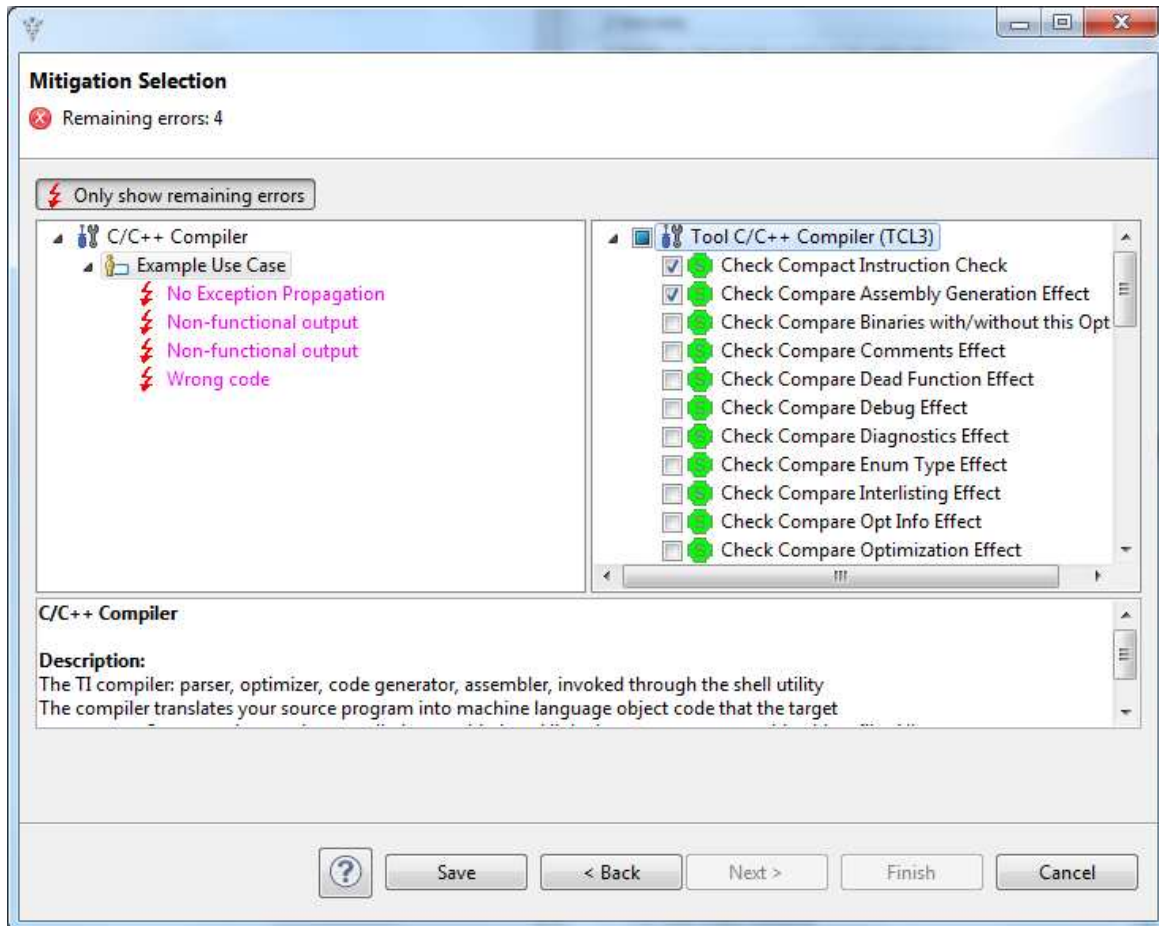 Mitigation Selection
Remaining errors: 4
Only show remaining errors
C/C++ Compiler
Example Use Case
No Exception Propagation
Non-functional output
Non-functional output
Wrong code
Tool C/C++ Compiler (TCL3)
Check Compact Instruction Check
Check Compare Assembly Generation Effect
Check Compare Binaries with/without this Opt
Check Compare Comments Effect
Check Compare Dead Function Effect
Check Compare Debug Effect
Check Compare Diagnostics Effect
Check Compare Enum Type Effect
Check Compare Interlisting Effect
Check Compare Opt Info Effect
Check Compare Optimization Effect
C/C++ Compiler
Description:
The TI compiler: parser, optimizer, code generator, assembler, invoked through the shell utility
The compiler translates your source program into machine language object code that the target
?
Save
< Back
Next >
Finish
Cancel